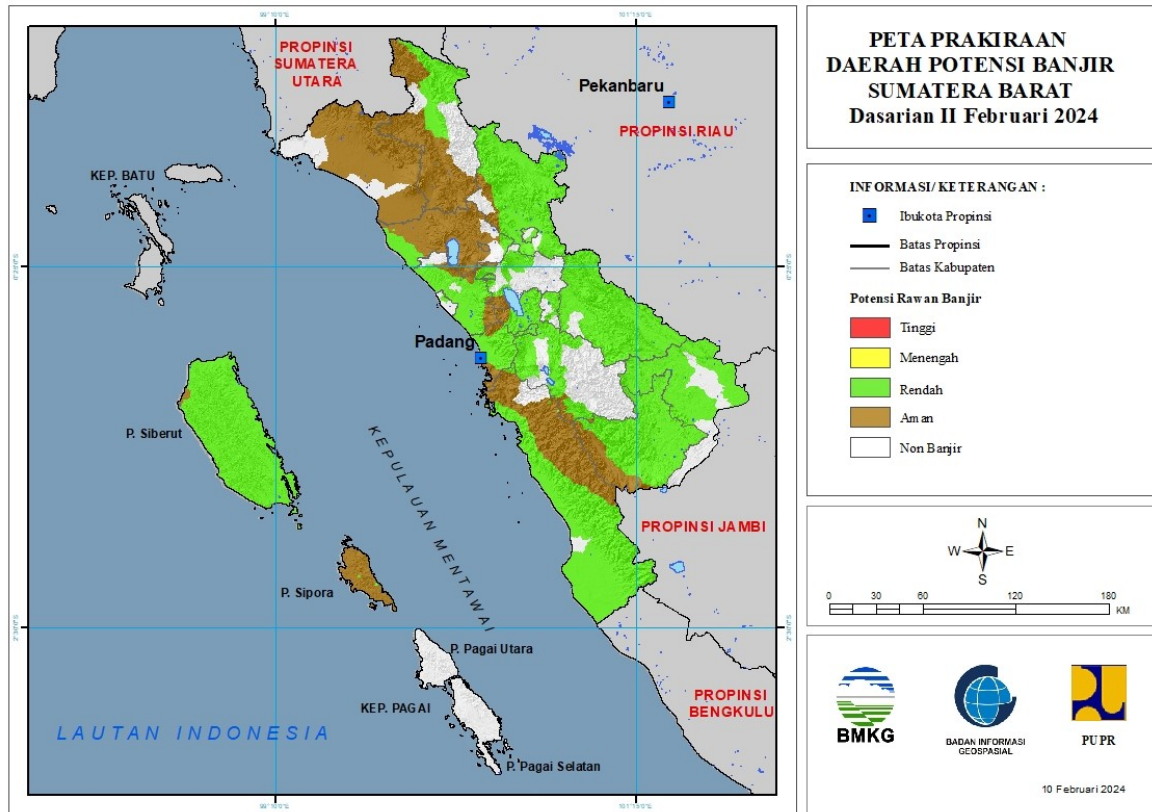 PETA PRAKIRAAN
DAERAH POTENSI BANJIR
SUMATERA BARAT
Dasarian II Februari 2024
INFORMASI/ KETERANGAN :
Ibukota Propinsi
Batas Propinsi
Batas Kabupaten
Potensi Rawan Banjir
Tinggi
Menengah
Rendah
Aman
Non Banjir
N
W E
S
0 30 60 120 180
KM
BMKG
BADAN INFORMASI
GEOSPASIAL
PUPR
10 Februari 2024
PROPINSI
SUMATERA
UTARA
Pekanbaru
PROPINSI RIAU
KEP. BATU
Padang
P. Siberut
KEPULAUAN MENTAWAI
PROPINSI JAMBI
P. Sipora
P. Pagai Utara
KEP. PAGAI
PROPINSI
BENGKULU
LAUTAN INDONESIA
P. Pagai Selatan